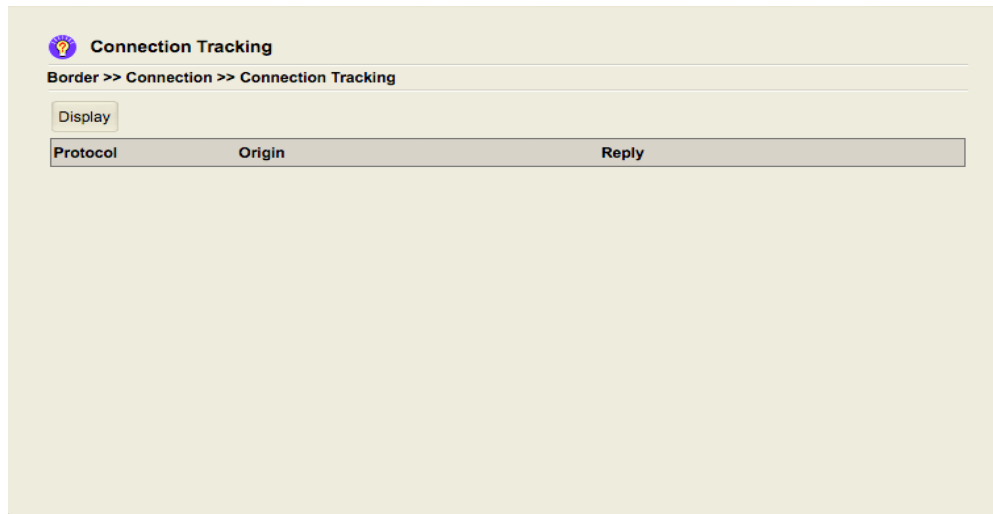 Connection Tracking
Border >> Connection >> Connection Tracking
Display
Protocol Origin Reply